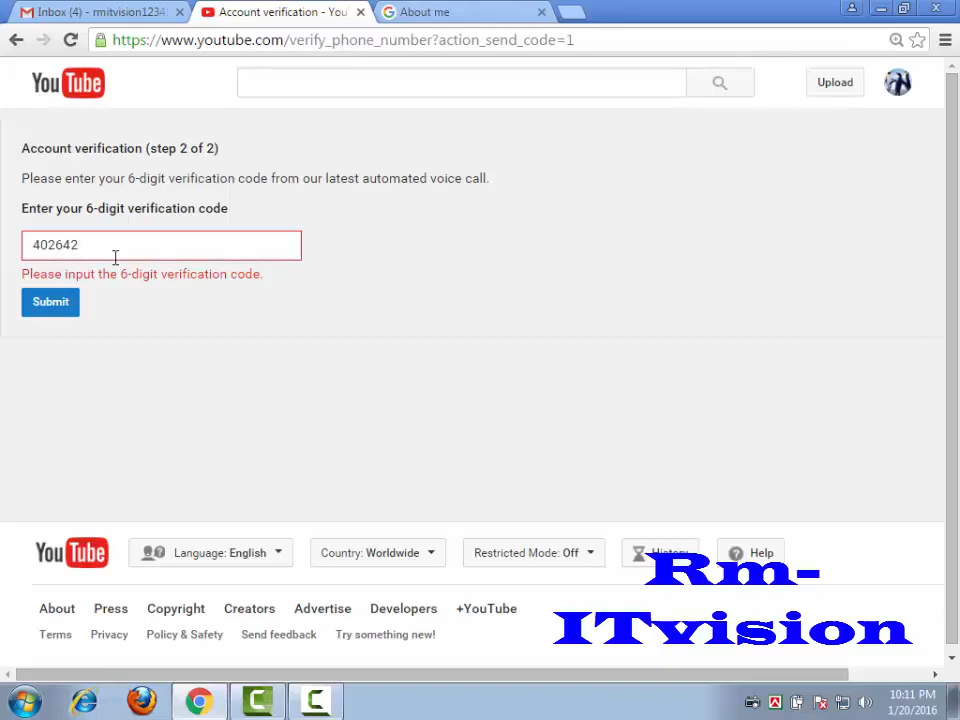 Inbox (4) - rmitvision1234
Account verification - You
About me
https://www.youtube.com/verify_phone_number?action_send_code=1
YouTube
Upload
Account verification (step 2 of 2)
Please enter your 6-digit verification code from our latest automated voice call.
Enter your 6-digit verification code
402642
Please input the 6-digit verification code.
Submit
YouTube
Language: English
Country: Worldwide
Restricted Mode: Off
History
Help
Rm-
ITvision
About Press Copyright Creators Advertise Developers +YouTube
Terms Privacy Policy & Safety Send feedback Try something new!
10:11 PM
1/20/2016